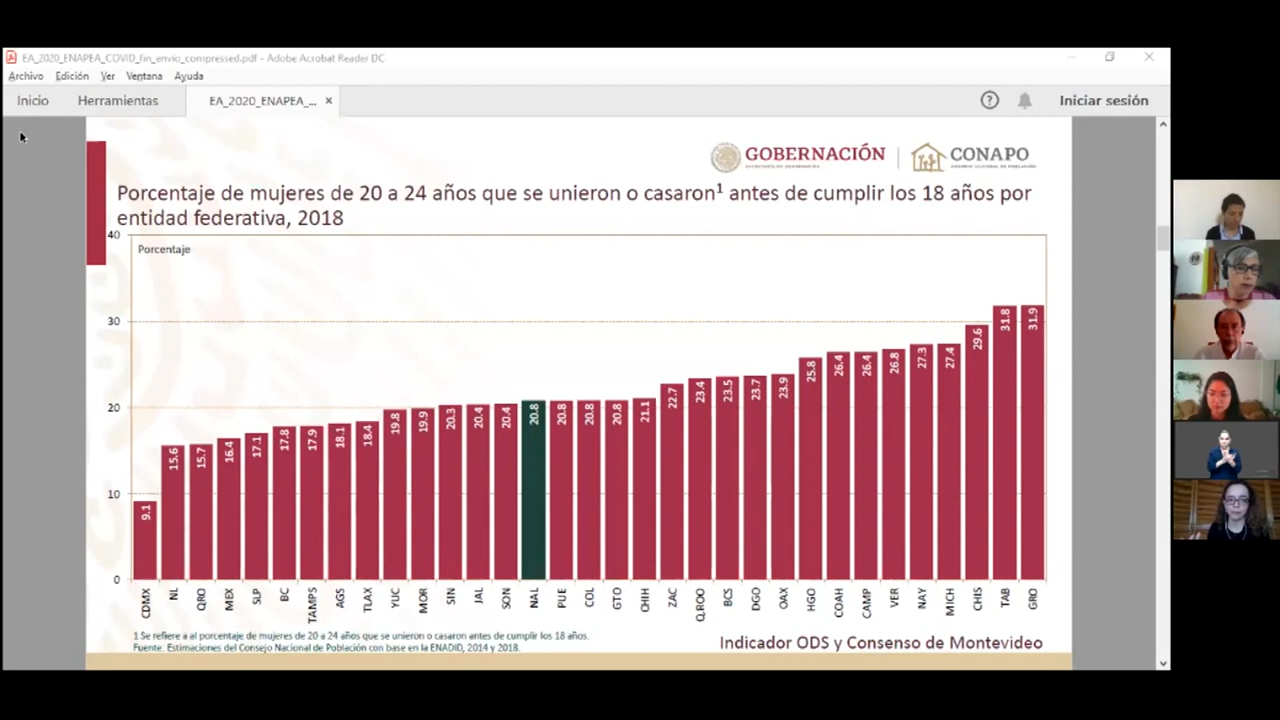 EA_2020_ENAPEA_COVID_fin_envio_compressed.pdf - Adobe Acrobat Reader DC
Archivo Edición Ver Ventana Ayuda
Inicio Herramientas EA_2020_ENAPEA_... × ? Iniciar sesión
GOBERNACIÓN CONAPO
Porcentaje de mujeres de 20 a 24 años que se unieron o casaron¹ antes de cumplir los 18 años por
entidad federativa, 2018
40
Porcentaje
30
20
10
0
9.1 15.6 15.7 16.4 17.1 17.8 17.9 18.1 18.4 19.8 19.9 20.3 20.4 20.4 20.8 20.8 20.8 20.8 21.1 22.7 23.4 23.5 23.7 23.9 25.8 26.4 26.4 26.8 27.3 27.4 29.6 31.8 31.9
CDMX NL QRO MEX SLP BC TAMPS AGS TLAX YUC MOR SIN JAL SON NAL PUE COL GTO CHIH ZAC Q.ROO BCS DGO OAX HGO COAH CAMP VER NAY MICH CHIS TAB GRO
1 Se refiere a al porcentaje de mujeres de 20 a 24 años que se unieron o casaron antes de cumplir los 18 años.
Fuente. Estimaciones del Consejo Nacional de Población con base en la ENADID, 2014 y 2018.
Indicador ODS y Consenso de Montevideo